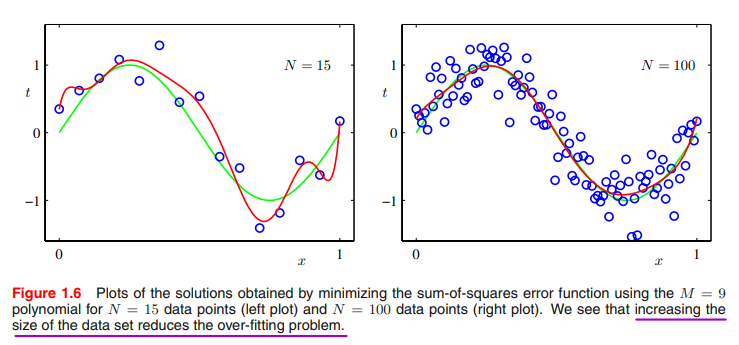 1
t
0
−1
0
x
1
N = 15
1
t
0
−1
0
x
1
N = 100
Figure 1.6 Plots of the solutions obtained by minimizing the sum-of-squares error function using the M = 9
polynomial for N = 15 data points (left plot) and N = 100 data points (right plot). We see that increasing the
size of the data set reduces the over-fitting problem.